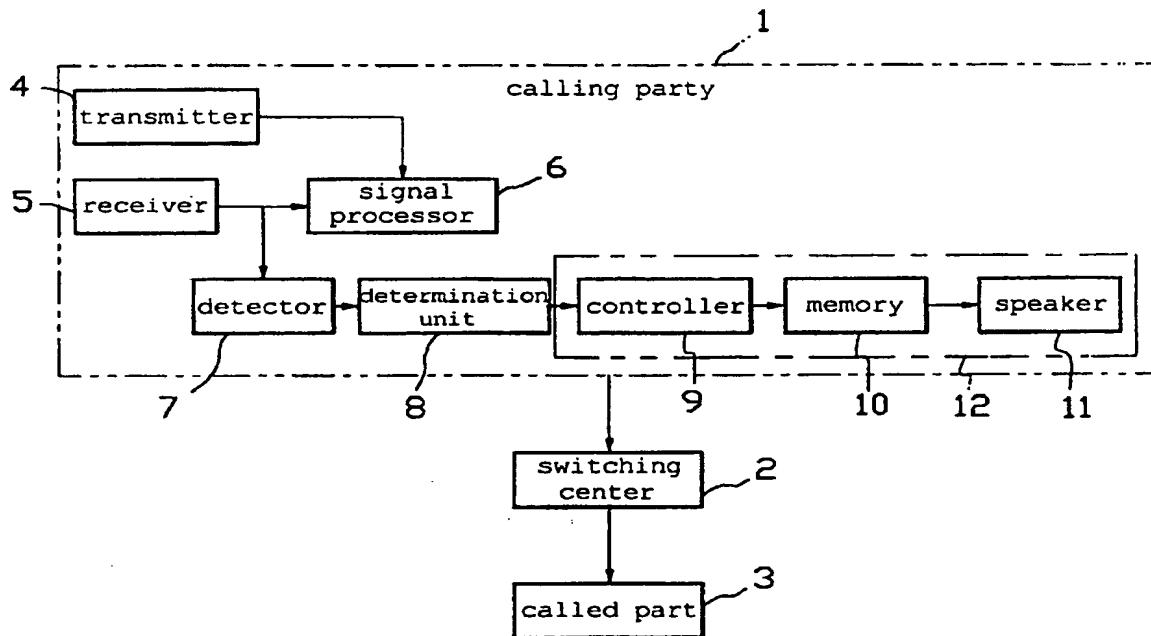 1
calling party
4
transmitter
6
5
receiver
signal
processor
detector
determination
unit
controller
memory
speaker
7
8
9
10
12
11
switching
center
2
3
called part